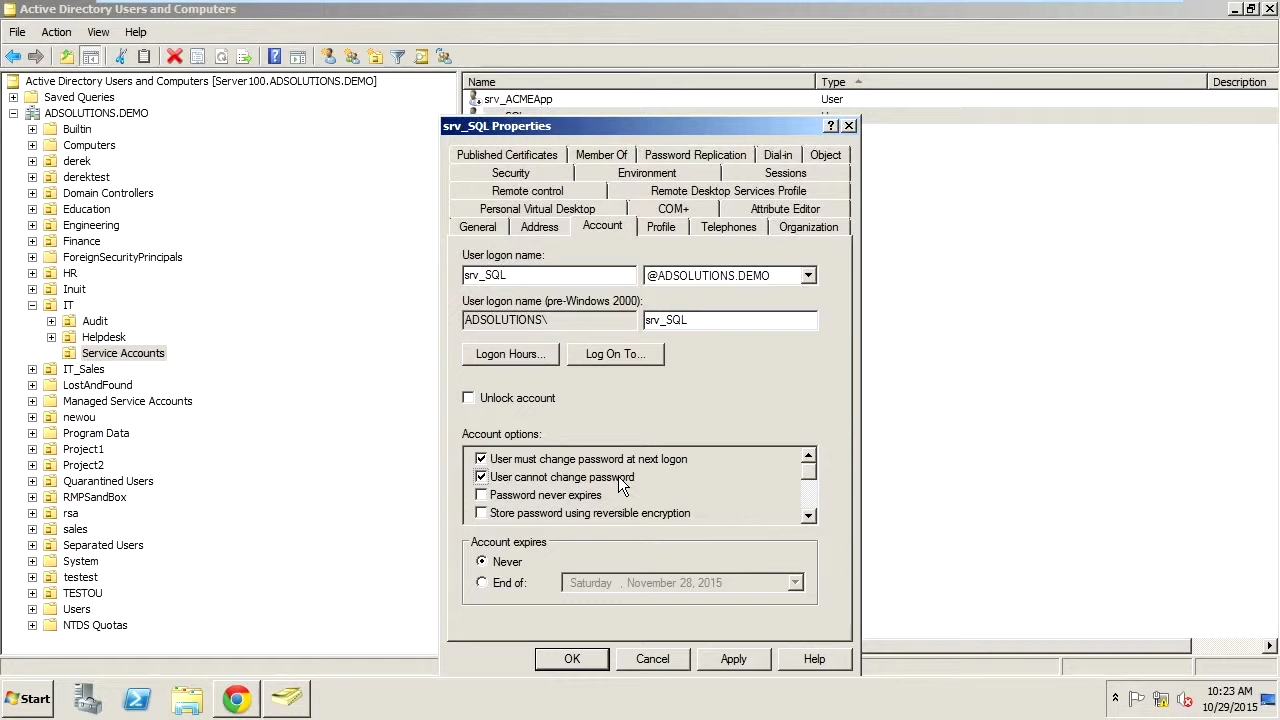 Active Directory Users and Computers
File Action View Help
Active Directory Users and Computers [Server100.ADSOLUTIONS.DEMO]
Saved Queries
ADSOLUTIONS.DEMO
Builtin
Computers
derek
derektest
Domain Controllers
Education
Engineering
Finance
ForeignSecurityPrincipals
HR
Inuit
IT
Audit
Helpdesk
Service Accounts
IT_Sales
LostAndFound
Managed Service Accounts
newou
Program Data
Project1
Project2
Quarantined Users
RMPSandBox
rsa
sales
Separated Users
System
testest
TESTOU
Users
NTDS Quotas
Name Type Description
srv_ACMEApp User
srv_SQL Properties
Published Certificates Member Of Password Replication Dial-in Object
Security Environment Sessions
Remote control Remote Desktop Services Profile
Personal Virtual Desktop COM+ Attribute Editor
General Address Account Profile Telephones Organization
User logon name:
srv_SQL @ADSOLUTIONS.DEMO
User logon name (pre-Windows 2000):
ADSOLUTIONS\ srv_SQL
Logon Hours... Log On To...
Unlock account
Account options:
User must change password at next logon
User cannot change password
Password never expires
Store password using reversible encryption
Account expires
Never
End of: Saturday , November 28, 2015
OK Cancel Apply Help
Start
10:23 AM
10/29/2015